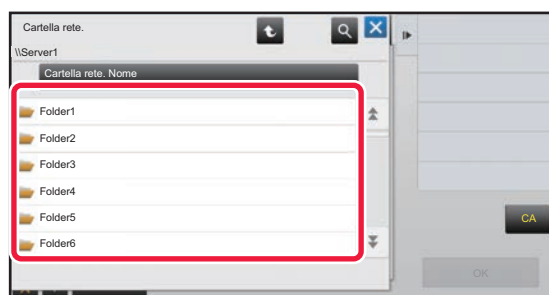 Cartella rete.
\\Server1
Cartella rete. Nome
Folder1
Folder2
Folder3
Folder4
Folder5
Folder6
CA
OK